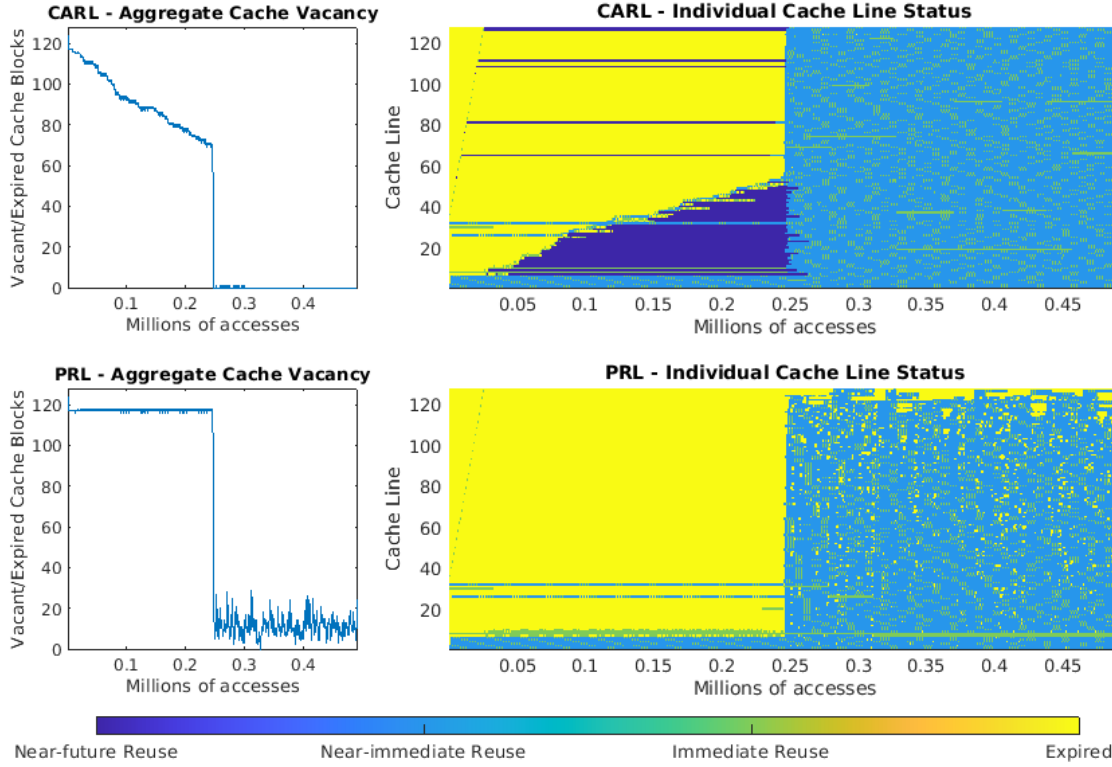 CARL - Aggregate Cache Vacancy
Vacant/Expired Cache Blocks
120
100
80
60
40
20
0
0.1 0.2 0.3 0.4
Millions of accesses
CARL - Individual Cache Line Status
Cache Line
120
100
80
60
40
20
0.05 0.1 0.15 0.2 0.25 0.3 0.35 0.4 0.45
Millions of accesses
PRL - Aggregate Cache Vacancy
Vacant/Expired Cache Blocks
120
100
80
60
40
20
0
0.1 0.2 0.3 0.4
Millions of accesses
PRL - Individual Cache Line Status
Cache Line
120
100
80
60
40
20
0.05 0.1 0.15 0.2 0.25 0.3 0.35 0.4 0.45
Millions of accesses
Near-future Reuse Near-immediate Reuse Immediate Reuse Expired